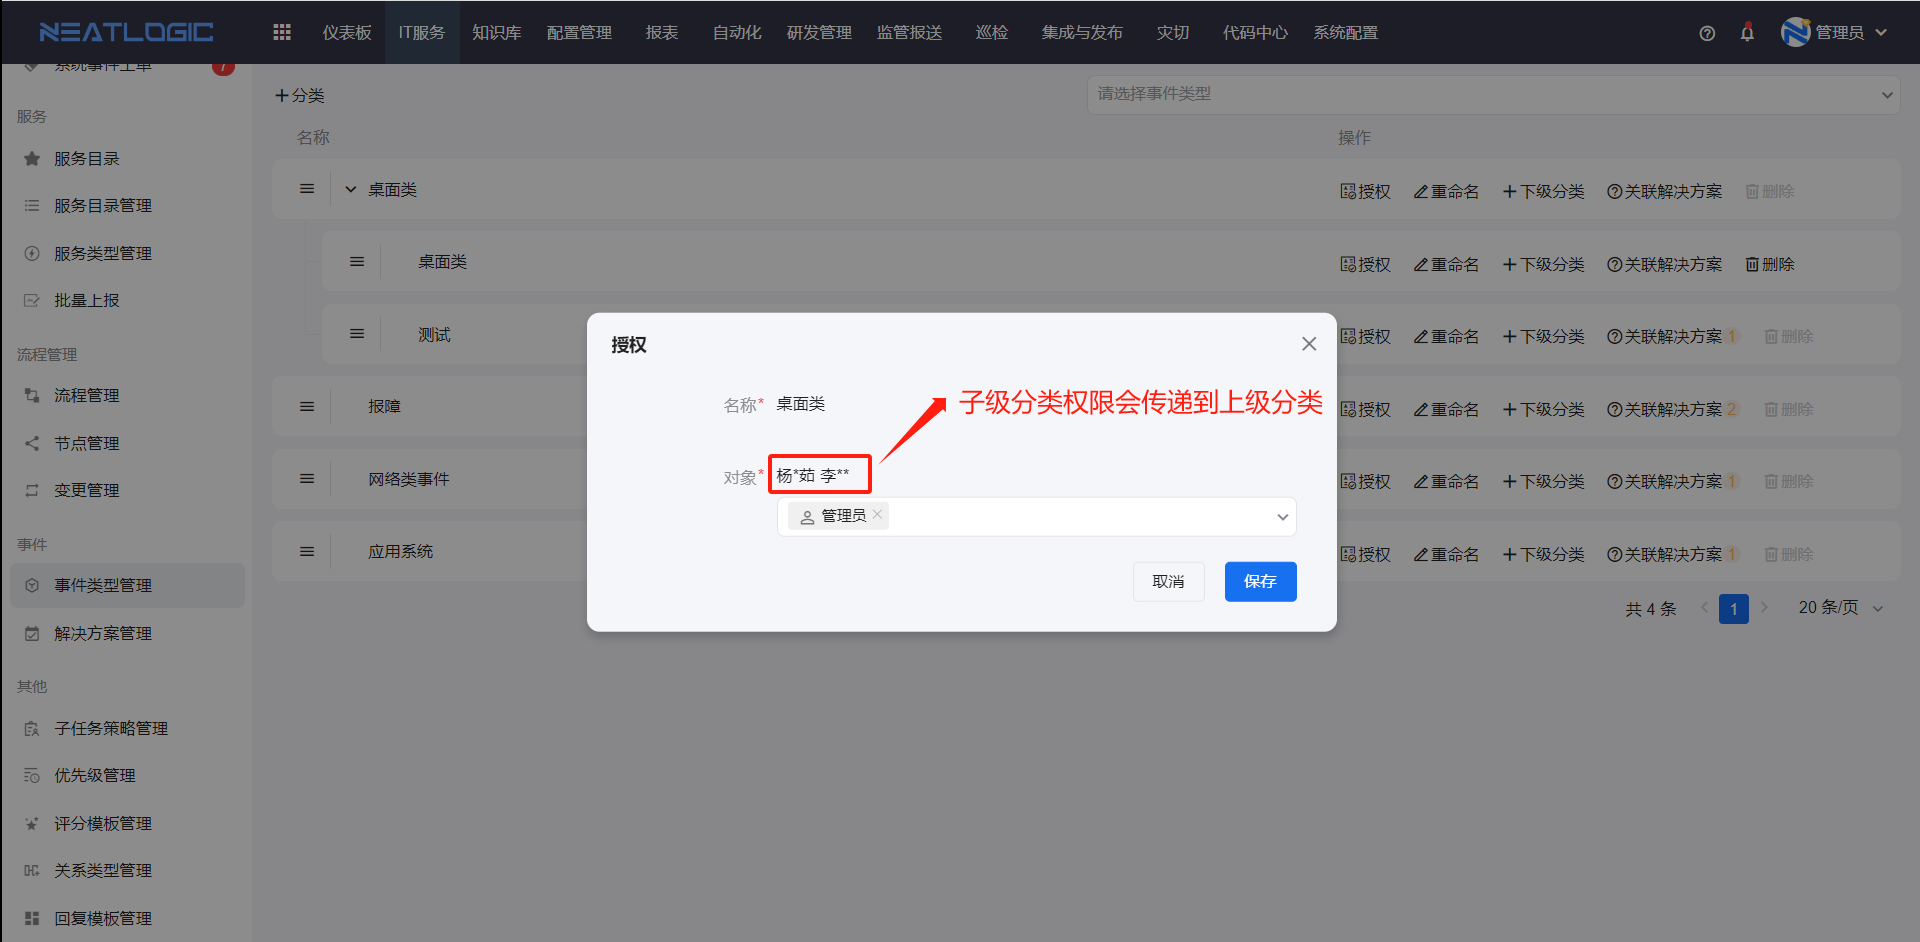 NEATLOGIC
仪表板 IT服务 知识库 配置管理 报表 自动化 研发管理 监管报送 巡检 集成与发布 灾切 代码中心 系统配置 管理员
系统事件上单 7
服务
服务目录
服务目录管理
服务类型管理
批量上报
流程管理
流程管理
节点管理
变更管理
事件
事件类型管理
解决方案管理
其他
子任务策略管理
优先级管理
评分模板管理
关系类型管理
回复模板管理
分类 请选择事件类型
名称 操作
桌面类 授权 重命名 下级分类 关联解决方案 删除
桌面类 授权 重命名 下级分类 关联解决方案 删除
测试 授权 重命名 下级分类 关联解决方案 1 删除
报障 授权 重命名 下级分类 关联解决方案 2 删除
网络类事件 授权 重命名 下级分类 关联解决方案 1 删除
应用系统 授权 重命名 下级分类 关联解决方案 1 删除
共 4 条 1 20 条/页
授权
名称* 桌面类
子级分类权限会传递到上级分类
对象* 杨*茹 李**
管理员
取消 保存